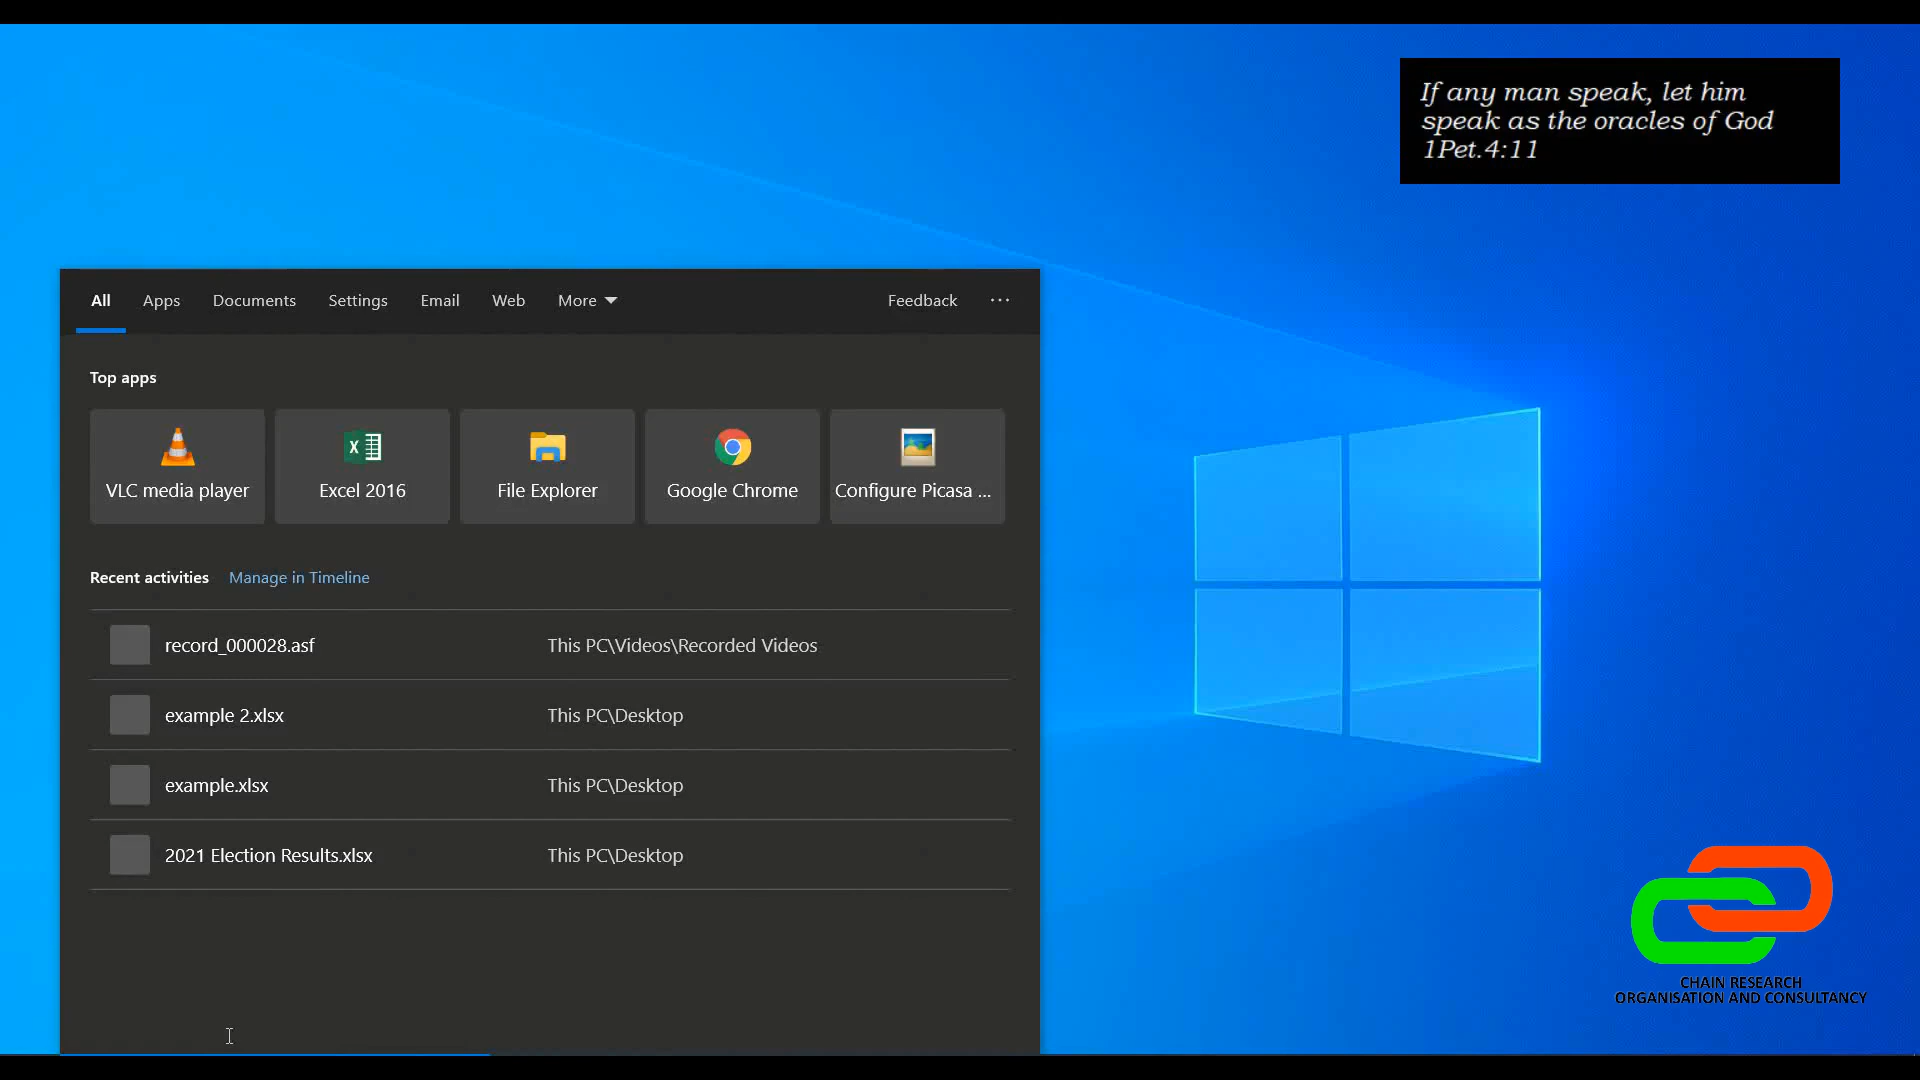 If any man speak, let him
speak as the oracles of God
1Pet.4:11
All Apps Documents Settings Email Web More Feedback ...
Top apps
VLC media player Excel 2016 File Explorer Google Chrome Configure Picasa ...
Recent activities Manage in Timeline
record_000028.asf This PC\Videos\Recorded Videos
example 2.xlsx This PC\Desktop
example.xlsx This PC\Desktop
2021 Election Results.xlsx This PC\Desktop
CHAIN RESEARCH
ORGANISATION AND CONSULTANCY